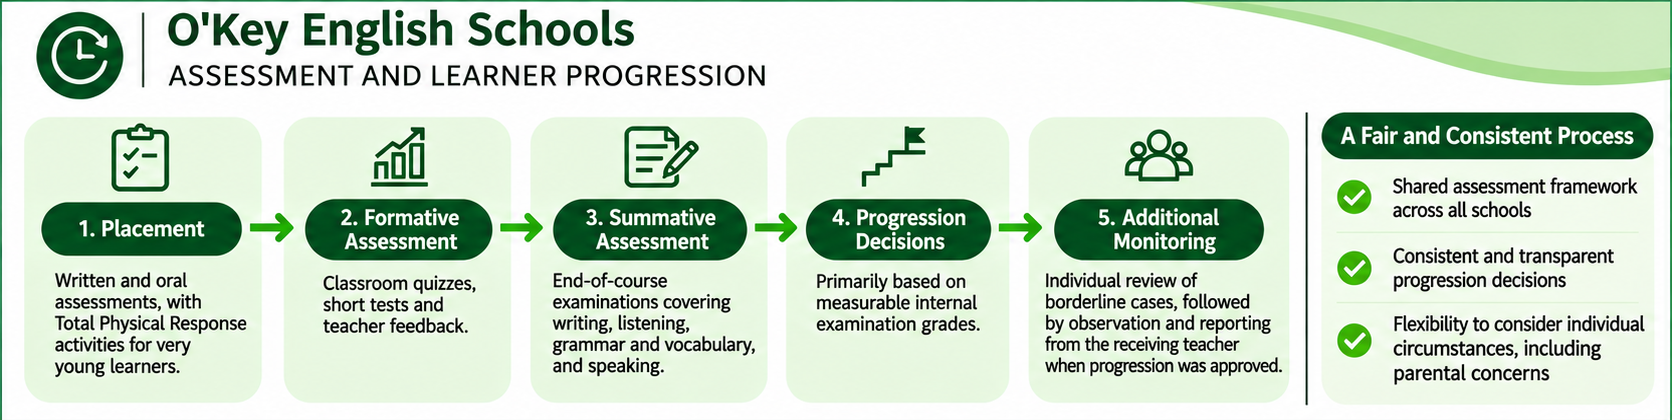 O'Key English Schools
ASSESSMENT AND LEARNER PROGRESSION
1. Placement
Written and oral
assessments, with
Total Physical Response
activities for very
young learners.
2. Formative
Assessment
Classroom quizzes,
short tests and
teacher feedback.
3. Summative
Assessment
End-of-course
examinations covering
writing, listening,
grammar and vocabulary,
and speaking.
4. Progression
Decisions
Primarily based on
measurable internal
examination grades.
5. Additional
Monitoring
Individual review of
borderline cases, followed
by observation and reporting
from the receiving teacher
when progression was approved.
A Fair and Consistent Process
Shared assessment framework
across all schools
Consistent and transparent
progression decisions
Flexibility to consider individual
circumstances, including
parental concerns